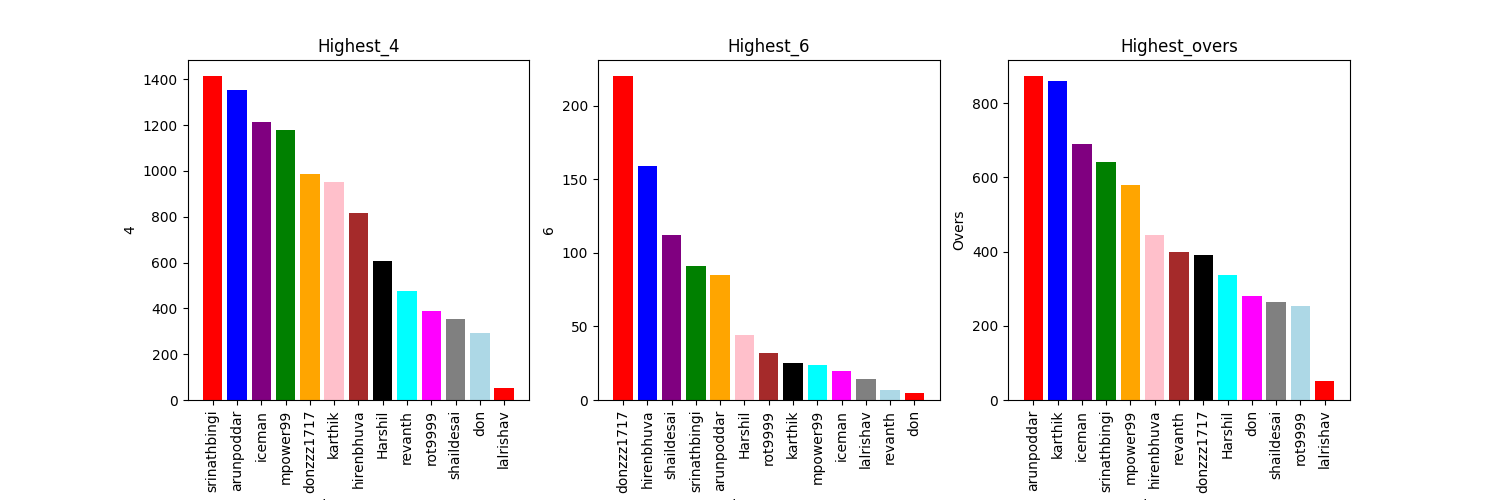 Highest_4
4
1400
1200
1000
800
600
400
200
0
srinathbingi
arunpoddar
iceman
mpower99
donzzz1717
karthik
hirenbhuva
Harshil
revanth
rot9999
shaildesai
don
lalrishav
Highest_6
6
200
150
100
50
0
donzzz1717
hirenbhuva
shaildesai
srinathbingi
arunpoddar
Harshil
rot9999
karthik
mpower99
iceman
lalrishav
revanth
don
Highest_overs
Overs
800
600
400
200
0
arunpoddar
karthik
iceman
srinathbingi
mpower99
hirenbhuva
revanth
donzzz1717
Harshil
don
shaildesai
rot9999
lalrishav